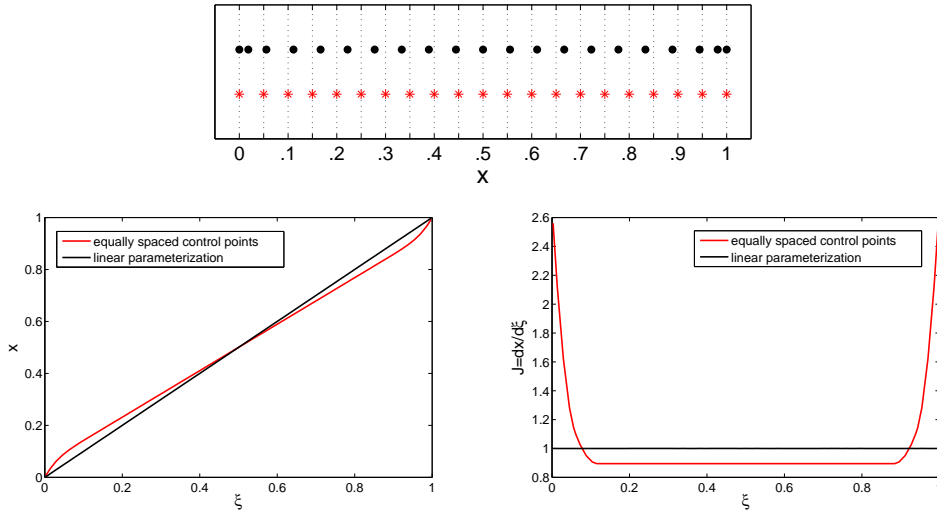 0 .1 .2 .3 .4 .5 .6 .7 .8 .9 1
x
1
0.8
0.6
0.4
0.2
0
x
equally spaced control points
linear parameterization
0 0.2 0.4 0.6 0.8 1
ξ
2.6
2.4
2.2
2
1.8
1.6
1.4
1.2
1
0.8
J=dx/dξ
equally spaced control points
linear parameterization
0 0.2 0.4 0.6 0.8 1
ξ